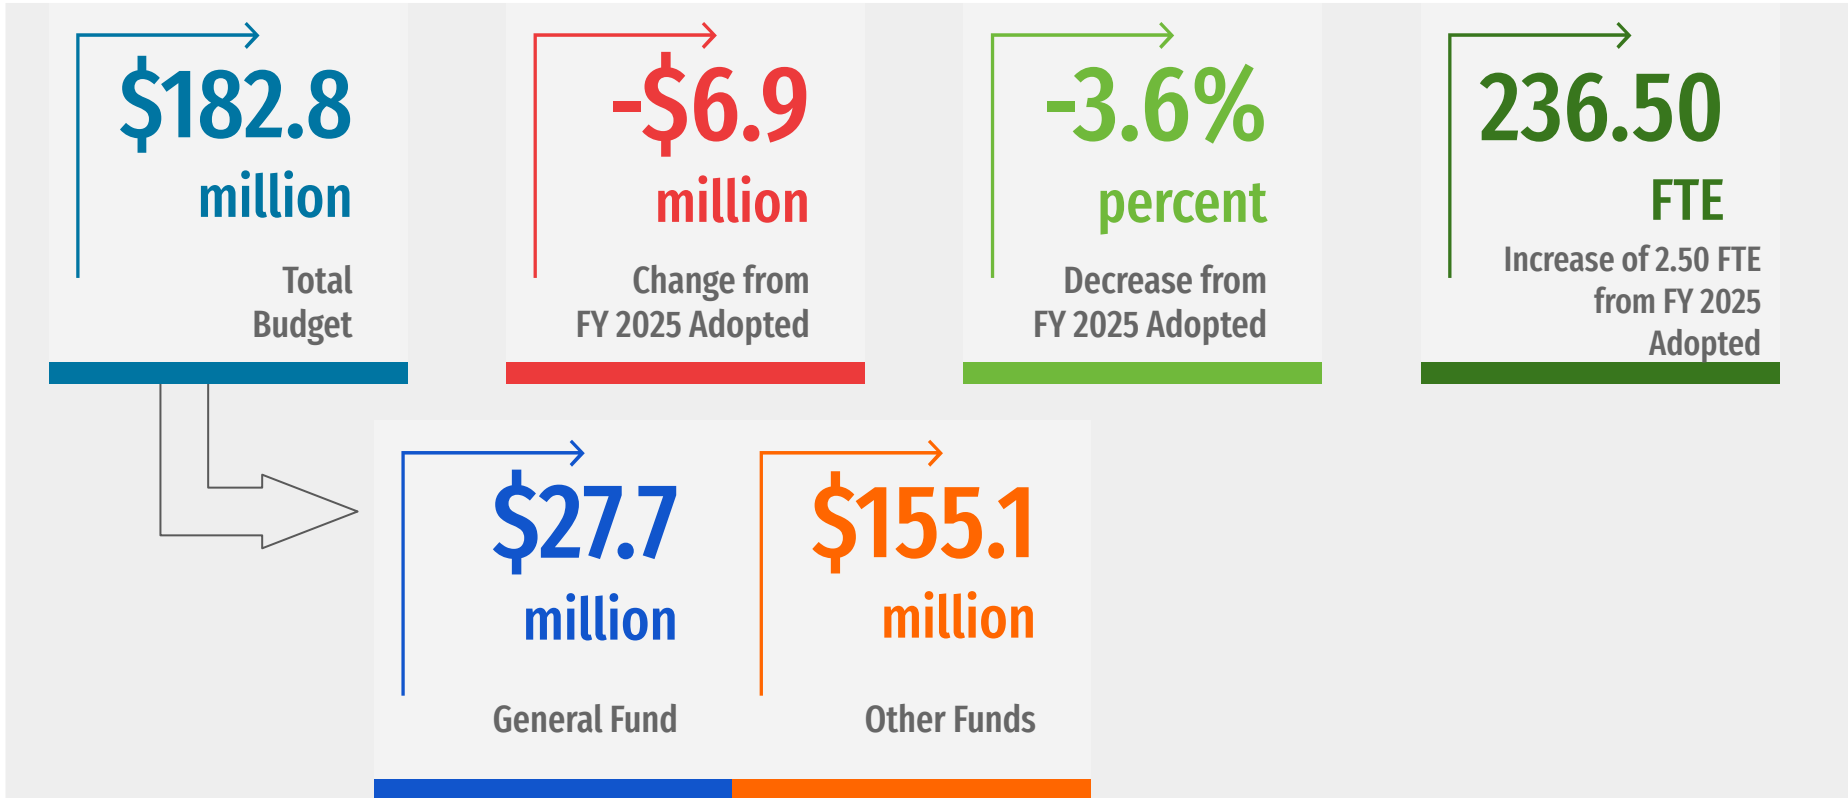 $182.8
million
Total
Budget
-$6.9
million
Change from
FY 2025 Adopted
-3.6%
percent
Decrease from
FY 2025 Adopted
236.50
FTE
Increase of 2.50 FTE
from FY 2025
Adopted
$27.7
million
General Fund
$155.1
million
Other Funds